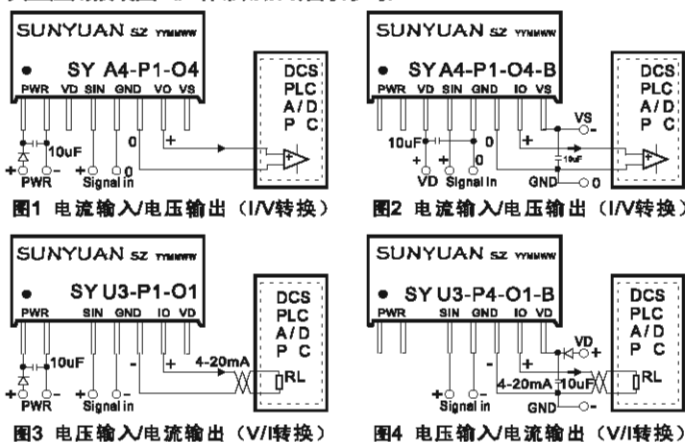 SUNYUAN SZ YYMMWW
SY A4-P1-O4
PWR VD SIN GND VO VS
10uF
0
+
+ - + 0
PWR Signal in
DCS
PLC
A/D
P C
图1 电流输入/电压输出（I/V转换）
SUNYUAN SZ YYMMWW
SY A4-P1-O4-B
PWR SIN GND IO VS
10uF
0
+
VS
-
10uF
+ + 0
VD Signal in
GND 0
DCS
PLC
A/D
P C
图2 电流输入/电压输出（I/V转换）
SUNYUAN SZ YYMMWW
SY U3-P1-O1
PWR SIN GND IO VD
10uF
-
+
4-20mA
RL
+ - + -
PWR Signal in
DCS
PLC
A/D
P C
图3 电压输入/电流输出（V/I转换）
SUNYUAN SZ YYMMWW
SY U3-P4-O1-B
PWR SIN GND IO VD
-
+
VD +
4-20mA 10uF
RL
+ -
Signal in
GND -
DCS
PLC
A/D
P C
图4 电压输入/电流输出（V/I转换）